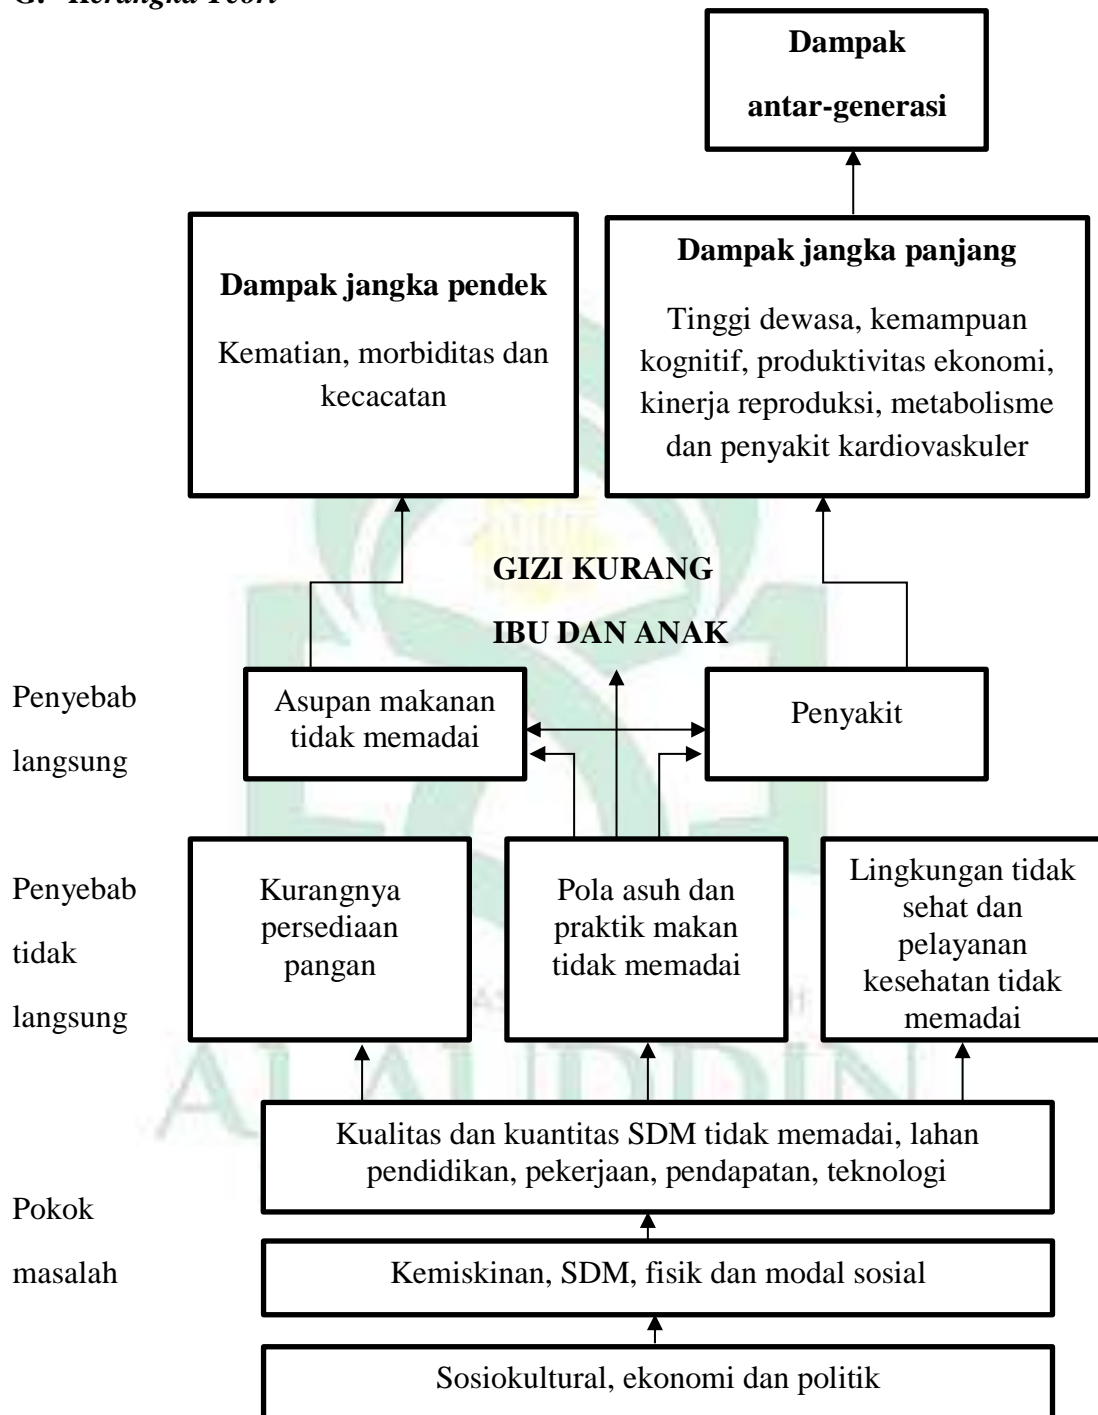 G. Kerangka Teori
Dampak
antar-generasi
Dampak jangka pendek
Kematian, morbiditas dan
kecacatan
Dampak jangka panjang
Tinggi dewasa, kemampuan
kognitif, produktivitas ekonomi,
kinerja reproduksi, metabolisme
dan penyakit kardiovaskuler
GIZI KURANG
IBU DAN ANAK
Penyebab
langsung
Asupan makanan
tidak memadai
Penyakit
Penyebab
tidak
langsung
Kurangnya
persediaan
pangan
Pola asuh dan
praktik makan
tidak memadai
Lingkungan tidak
sehat dan
pelayanan
kesehatan tidak
memadai
ALAUDDIN
Pokok
masalah
Kualitas dan kuantitas SDM tidak memadai, lahan
pendidikan, pekerjaan, pendapatan, teknologi
Kemiskinan, SDM, fisik dan modal sosial
Sosiokultural, ekonomi dan politik